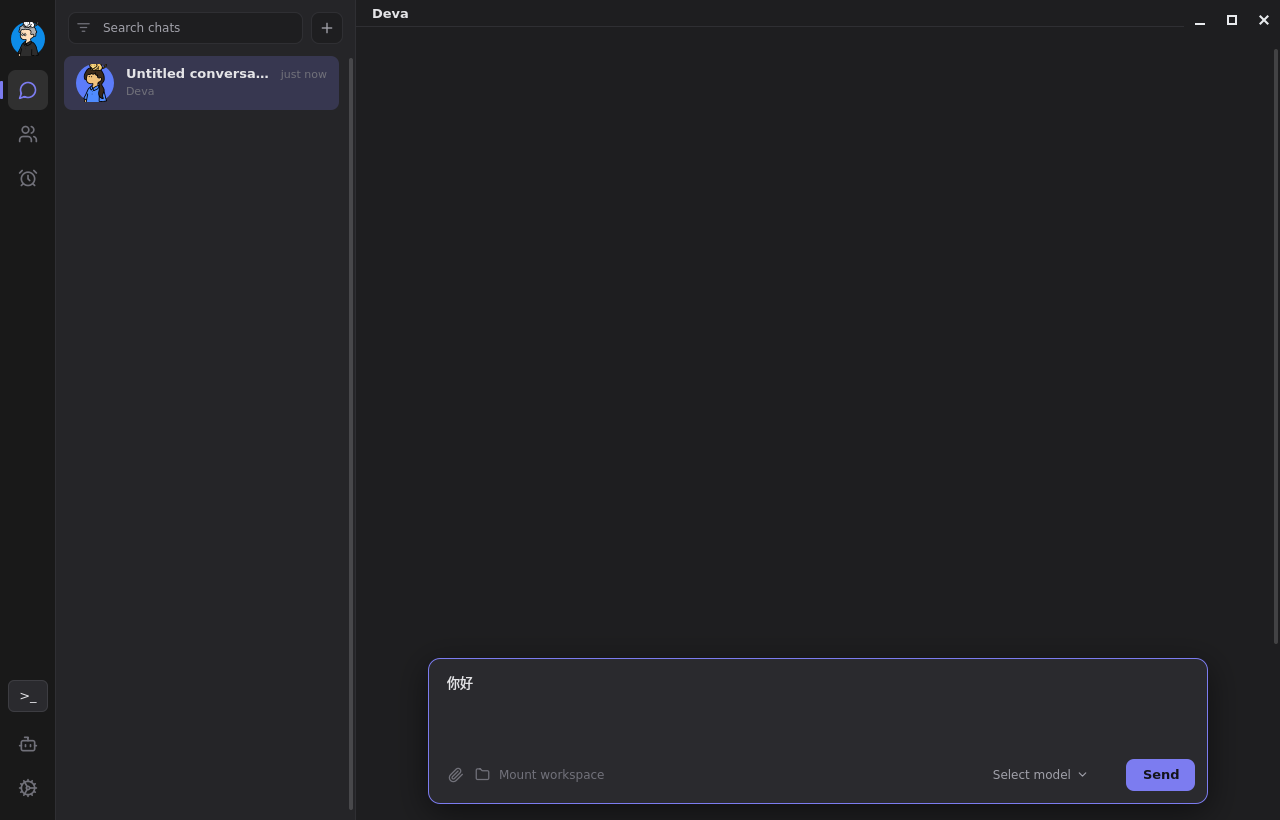 Search chats
Untitled conversa...
just now
Deva
>_
Deva
你好
Mount workspace
Select model
Send